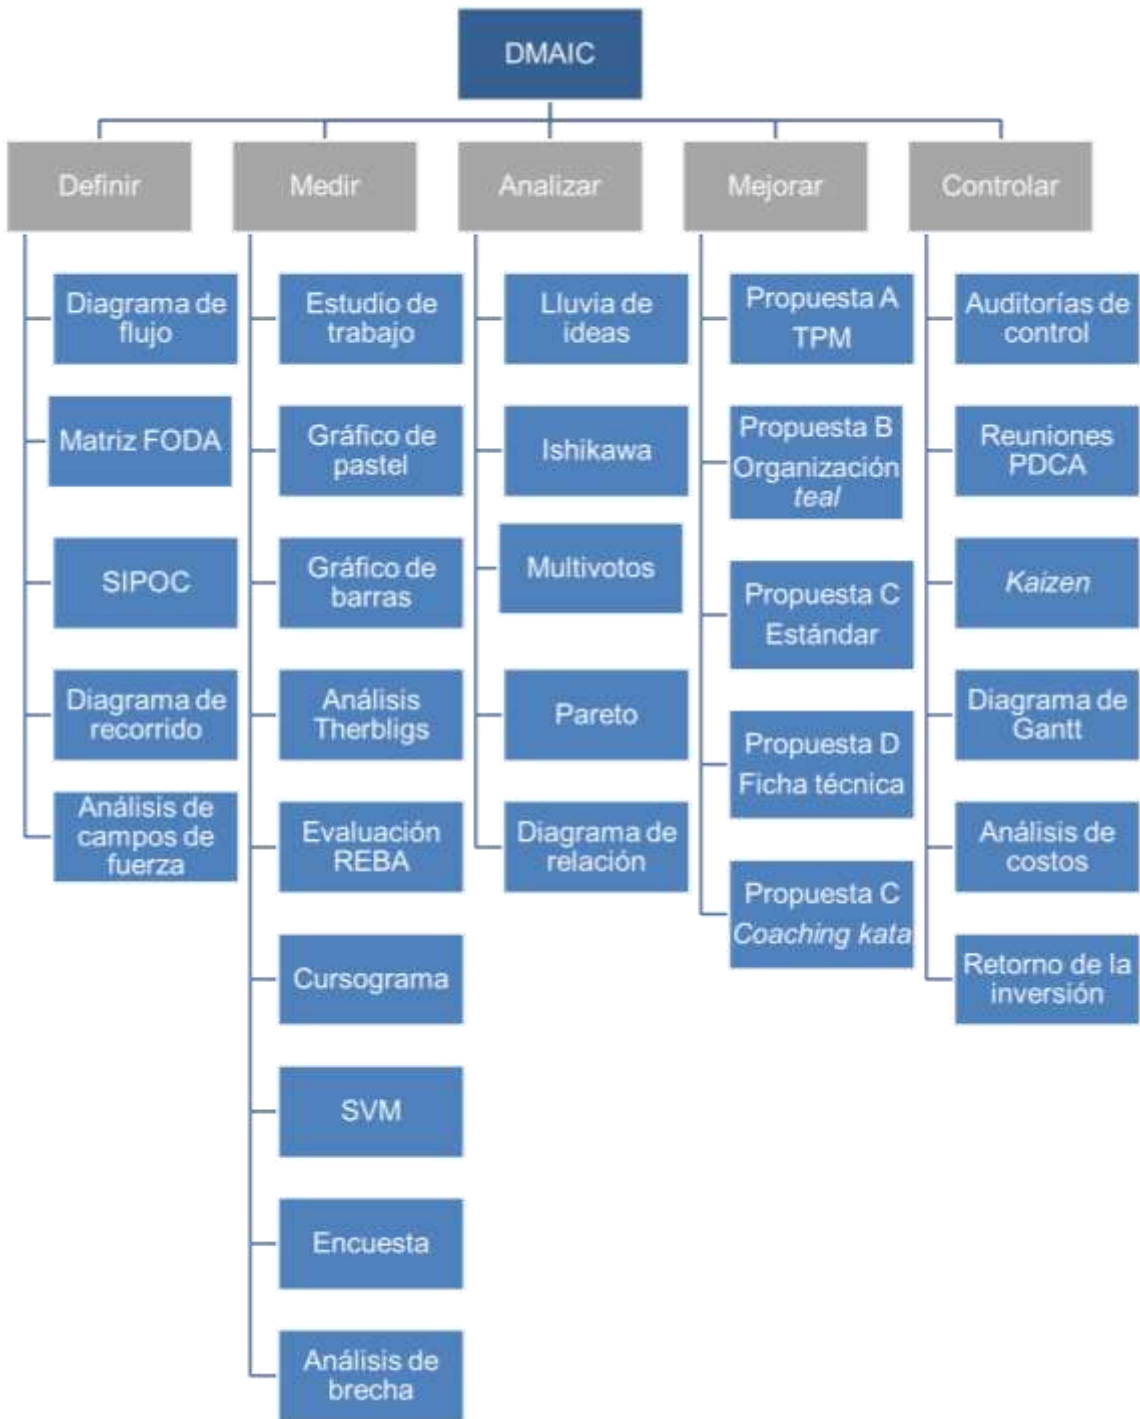 DMAIC
Definir
Medir
Analizar
Mejorar
Controlar
Diagrama de
flujo
Matriz FODA
SIPOC
Diagrama de
recorrido
Análisis de
campos de
fuerza
Estudio de
trabajo
Gráfico de
pastel
Gráfico de
barras
Análisis
Therbligs
Evaluación
REBA
Cursograma
SVM
Encuesta
Análisis de
brecha
Lluvia de
ideas
Ishikawa
Multivotos
Pareto
Diagrama de
relación
Propuesta A
TPM
Propuesta B
Organización
teal
Propuesta C
Estándar
Propuesta D
Ficha técnica
Propuesta C
Coaching kata
Auditorías de
control
Reuniones
PDCA
Kaizen
Diagrama de
Gantt
Análisis de
costos
Retorno de la
inversión